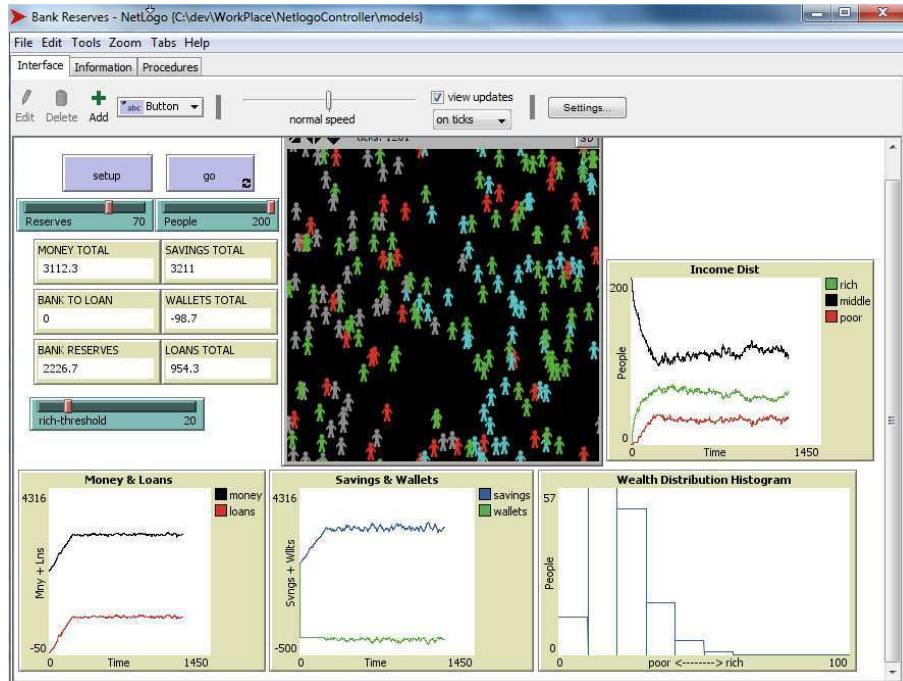 Bank Reserves - NetLogo {C:\dev\WorkPlace\NetlogoController\models}
File Edit Tools Zoom Tabs Help
Interface Information Procedures
Edit Delete Add abc Button normal speed view updates on ticks Settings...
ticks: 1201
3D
setup go
Reserves 70 People 200
MONEY TOTAL SAVINGS TOTAL
3112.3 3211
BANK TO LOAN WALLETS TOTAL
0 -98.7
BANK RESERVES LOANS TOTAL
2226.7 954.3
rich-threshold 20
Income Dist
200
People
0
0 Time 1450
rich
middle
poor
Money & Loans
4316
Mny + Lns
-50
0 Time 1450
money
loans
Savings & Wallets
4316
Svngs + Wllts
-500
0 Time 1450
savings
wallets
Wealth Distribution Histogram
57
People
0
0 poor <--------> rich 100